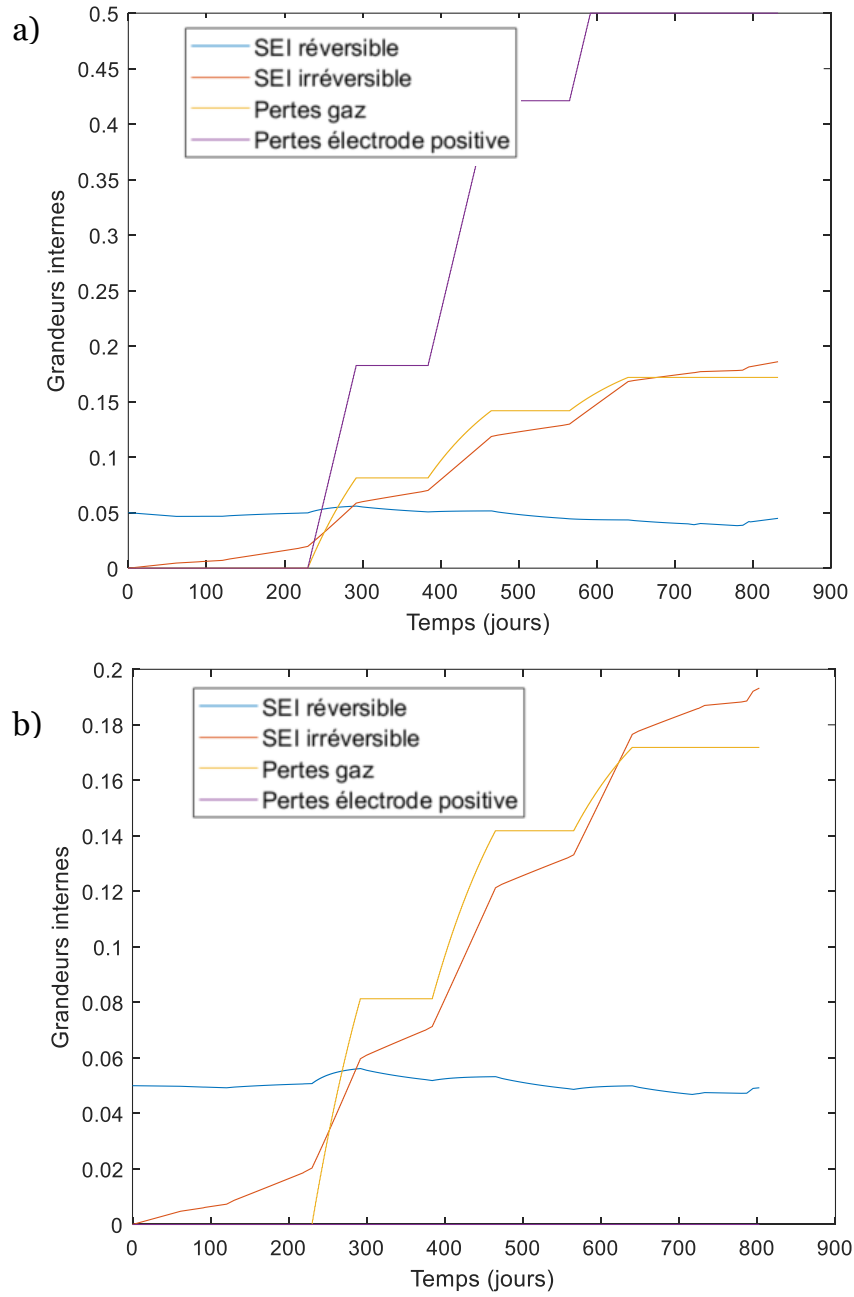 a)
0.5
0.45
0.4
0.35
0.3
0.25
0.2
0.15
0.1
0.05
0
Grandeurs internes
SEI réversible
SEI irréversible
Pertes gaz
Pertes électrode positive
0 100 200 300 400 500 600 700 800 900
Temps (jours)
b)
0.2
0.18
0.16
0.14
0.12
0.1
0.08
0.06
0.04
0.02
0
Grandeurs internes
SEI réversible
SEI irréversible
Pertes gaz
Pertes électrode positive
0 100 200 300 400 500 600 700 800 900
Temps (jours)